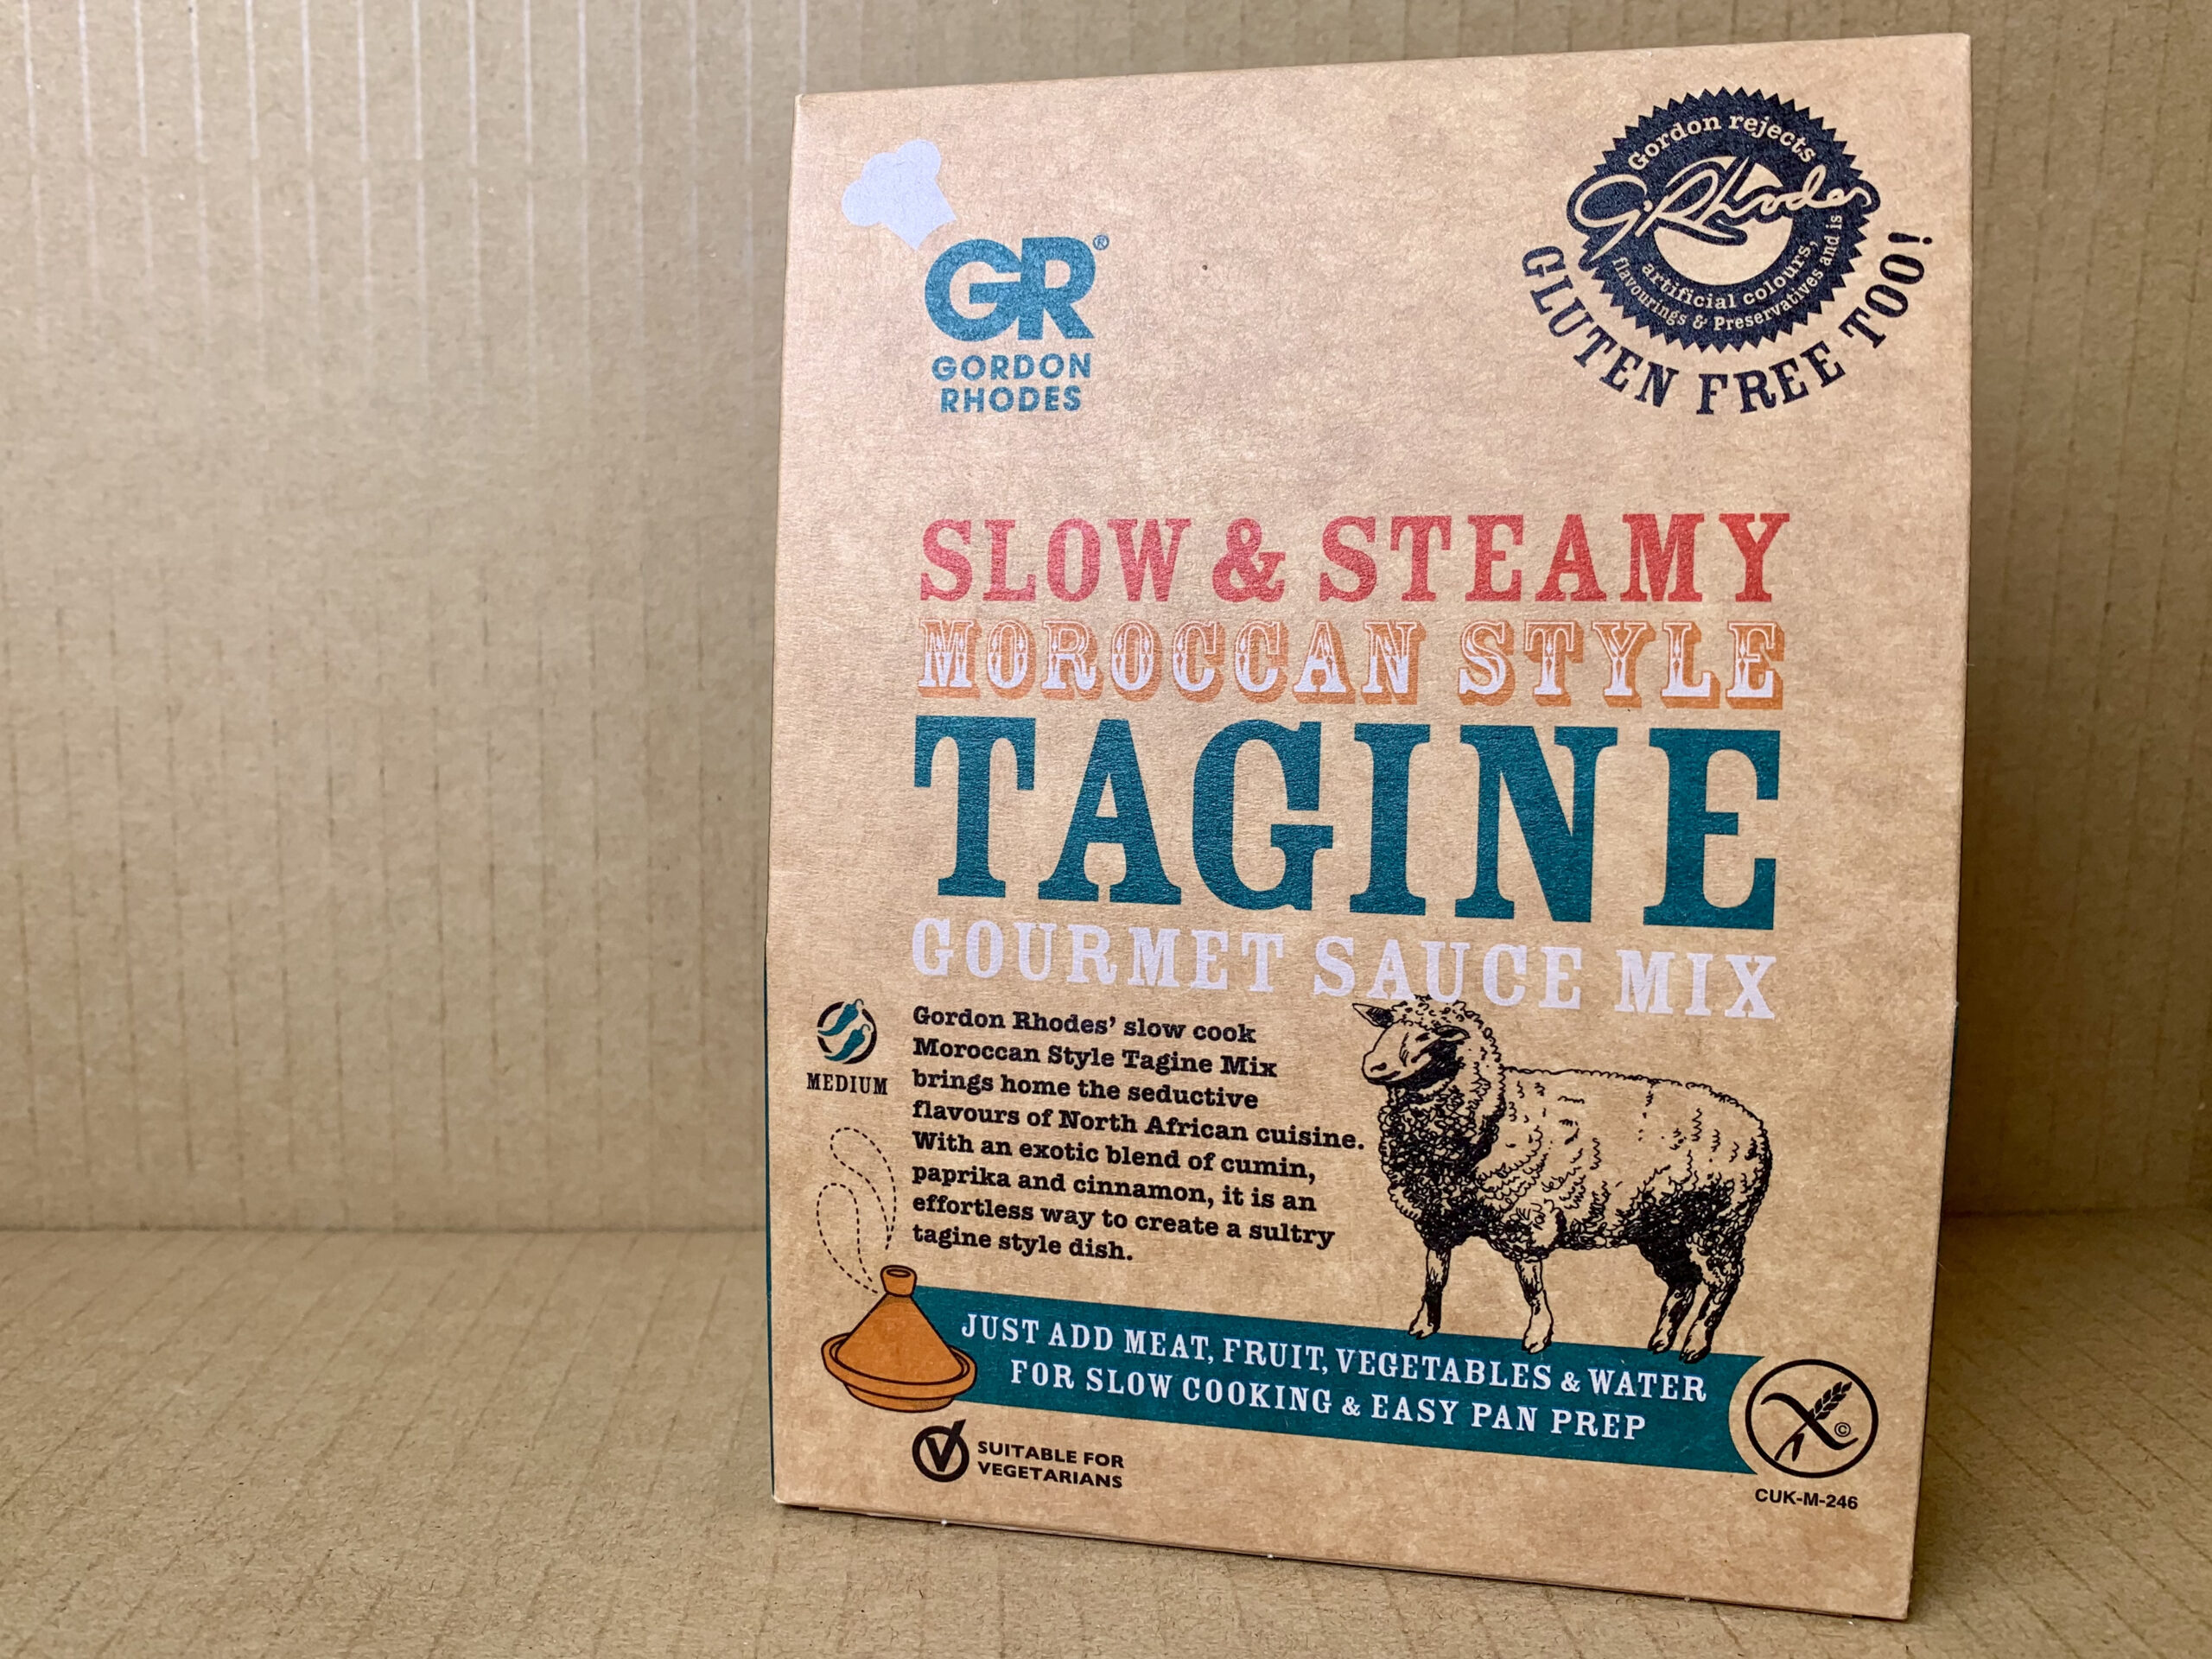 GR®
GORDON
RHODES
Gordon rejects
G.Rhodes
artificial colours,
flavourings & Preservatives and is
GLUTEN FREE TOO!
SLOW & STEAMY
MOROCCAN STYLE
TAGINE
GOURMET SAUCE MIX
MEDIUM
Gordon Rhodes’ slow cook
Moroccan Style Tagine Mix
brings home the seductive
flavours of North African cuisine.
With an exotic blend of cumin,
paprika and cinnamon, it is an
effortless way to create a sultry
tagine style dish.
JUST ADD MEAT, FRUIT, VEGETABLES & WATER
FOR SLOW COOKING & EASY PAN PREP
V SUITABLE FOR
VEGETARIANS
©
CUK-M-246